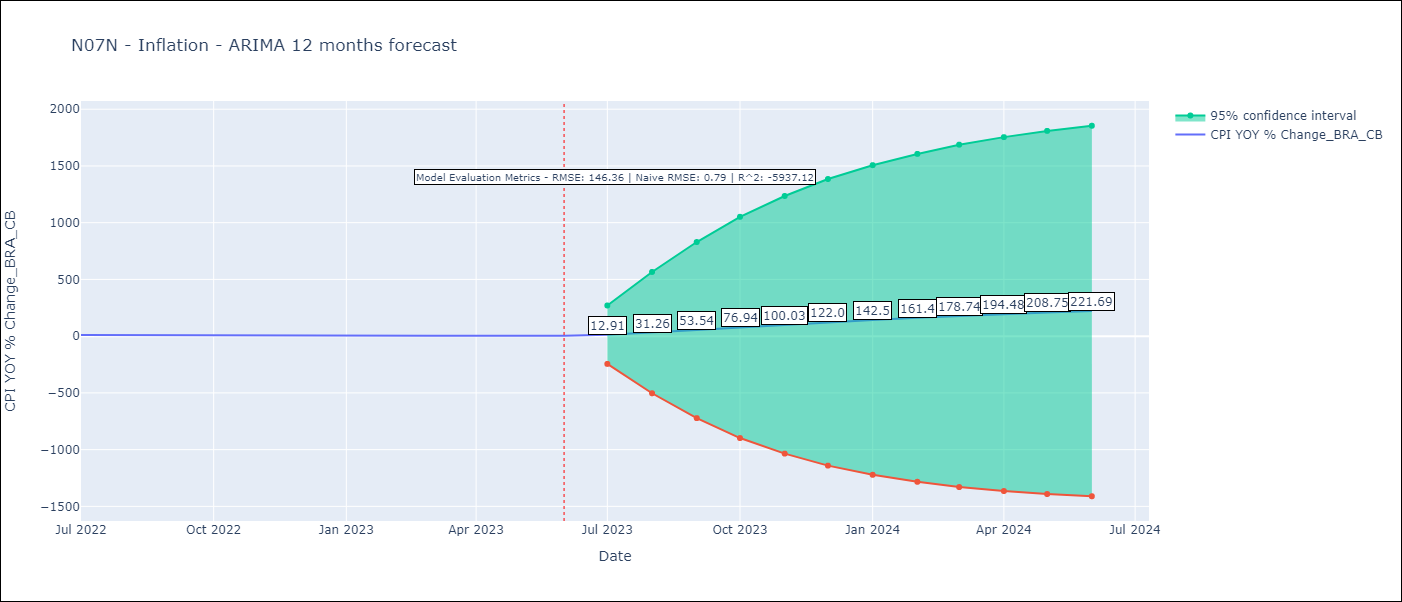 N07N - Inflation - ARIMA 12 months forecast
95% confidence interval
CPI YOY % Change_BRA_CB
CPI YOY % Change_BRA_CB
2000
1500
1000
500
0
−500
−1000
−1500
Model Evaluation Metrics - RMSE: 146.36 | Naive RMSE: 0.79 | R^2: -5937.12
12.91
31.26
53.54
76.94
100.03
122.0
142.5
161.4
178.74
194.48
208.75
221.69
Jul 2022
Oct 2022
Jan 2023
Apr 2023
Jul 2023
Oct 2023
Jan 2024
Apr 2024
Jul 2024
Date